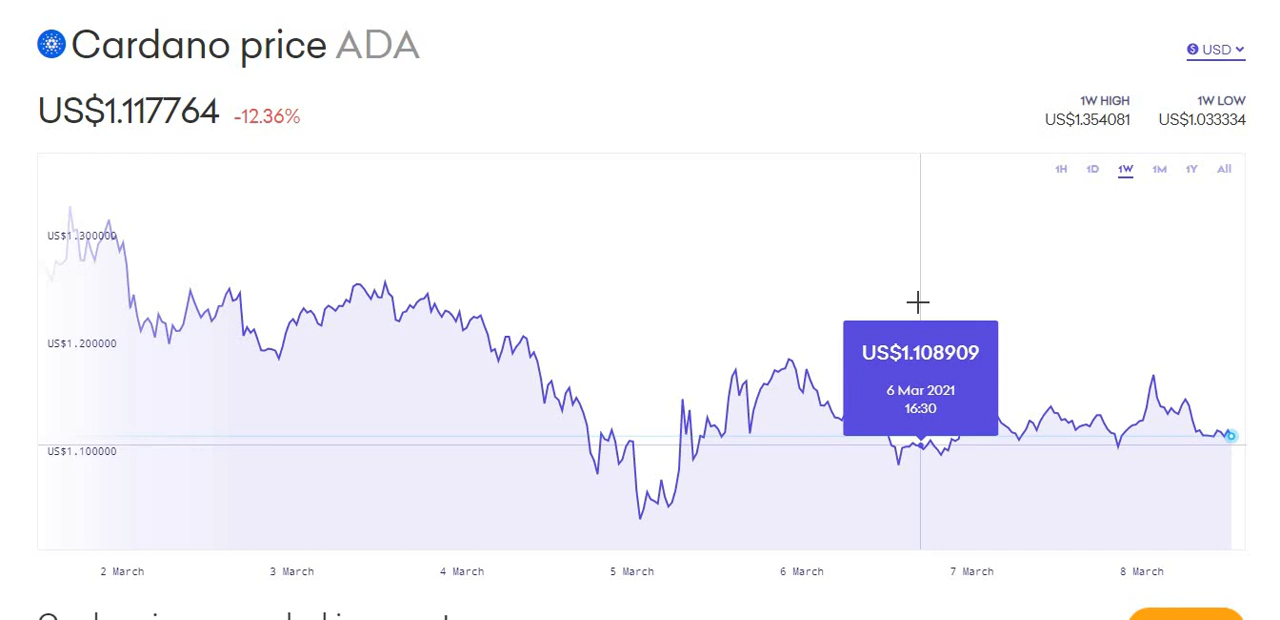 Cardano price ADA
USD
US$1.117764 -12.36%
1W HIGH
US$1.354081
1W LOW
US$1.033334
1H 1D 1W 1M 1Y All
US$1.300000
US$1.200000
US$1.100000
US$1.108909
6 Mar 2021
16:30
2 March 3 March 4 March 5 March 6 March 7 March 8 March